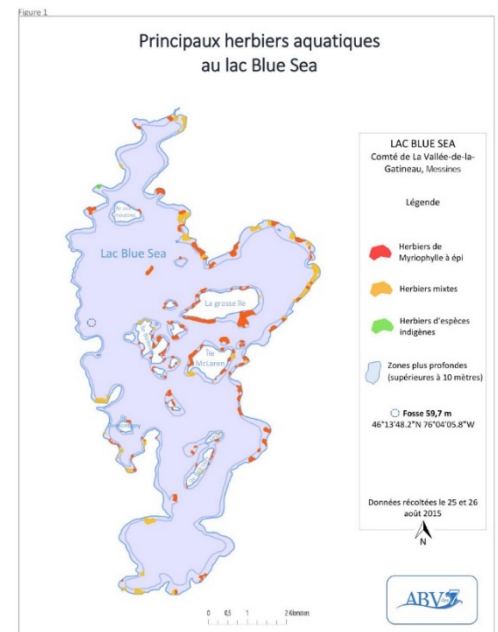 Figure 1
Principaux herbiers aquatiques
au lac Blue Sea
LAC BLUE SEA
Comté de La Vallée-de-la-
Gatineau, Messines
Légende
Herbiers de
Myriophylle à épi
Herbiers mixtes
Herbiers d'espèces
indigènes
Zones plus profondes
(supérieures à 10 mètres)
Fosse 59,7 m
46°13'48.2"N 76°04'05.8"W
Données récoltées le 25 et 26
août 2015
N
Lac Blue Sea
La grosse île
Île
McLaren
0 0,5 1 2 Kilomètres
ABV